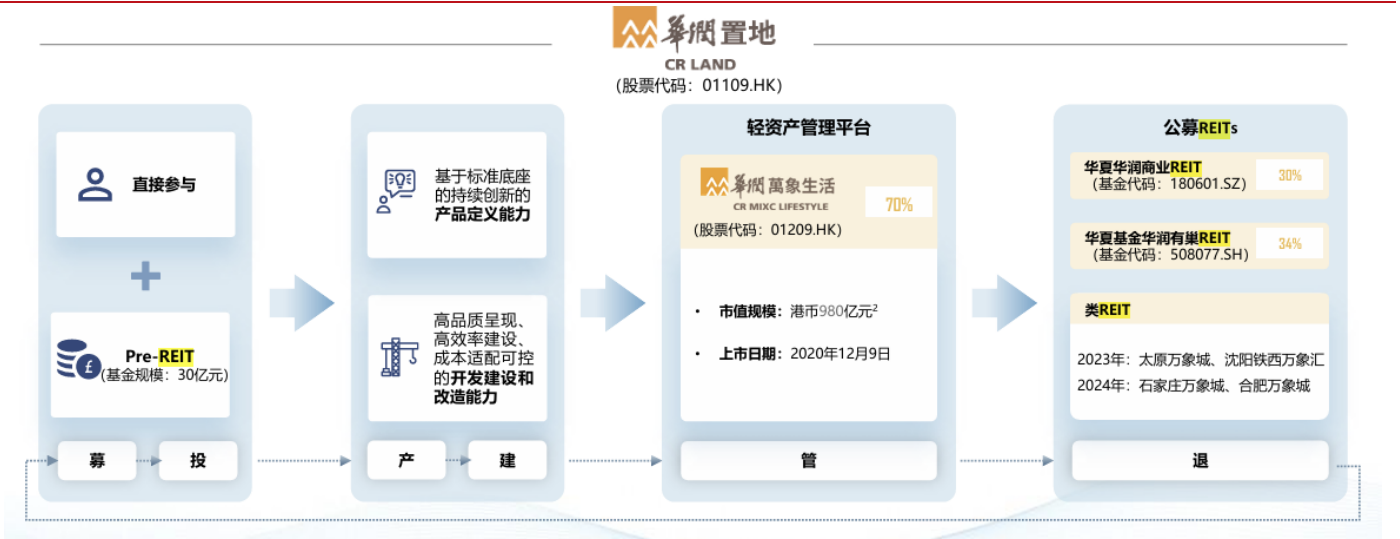 華潤置地
CR LAND
(股票代码：01109.HK)
直接参与
Pre-REIT
(基金规模：30亿元)
募
投
基于标准底座
的持续创新的
产品定义能力
高品质呈现、
高效率建设、
成本适配可控
的开发建设和
改造能力
产
建
轻资产管理平台
華潤萬象生活
CR MIXC LIFESTYLE
70%
(股票代码：01209.HK)
• 市值规模：港币980亿元²
• 上市日期：2020年12月9日
管
公募REITs
华夏华润商业REIT
(基金代码：180601.SZ)
30%
华夏基金华润有巢REIT
(基金代码：508077.SH)
34%
类REIT
2023年：太原万象城、沈阳铁西万象汇
2024年：石家庄万象城、合肥万象城
退